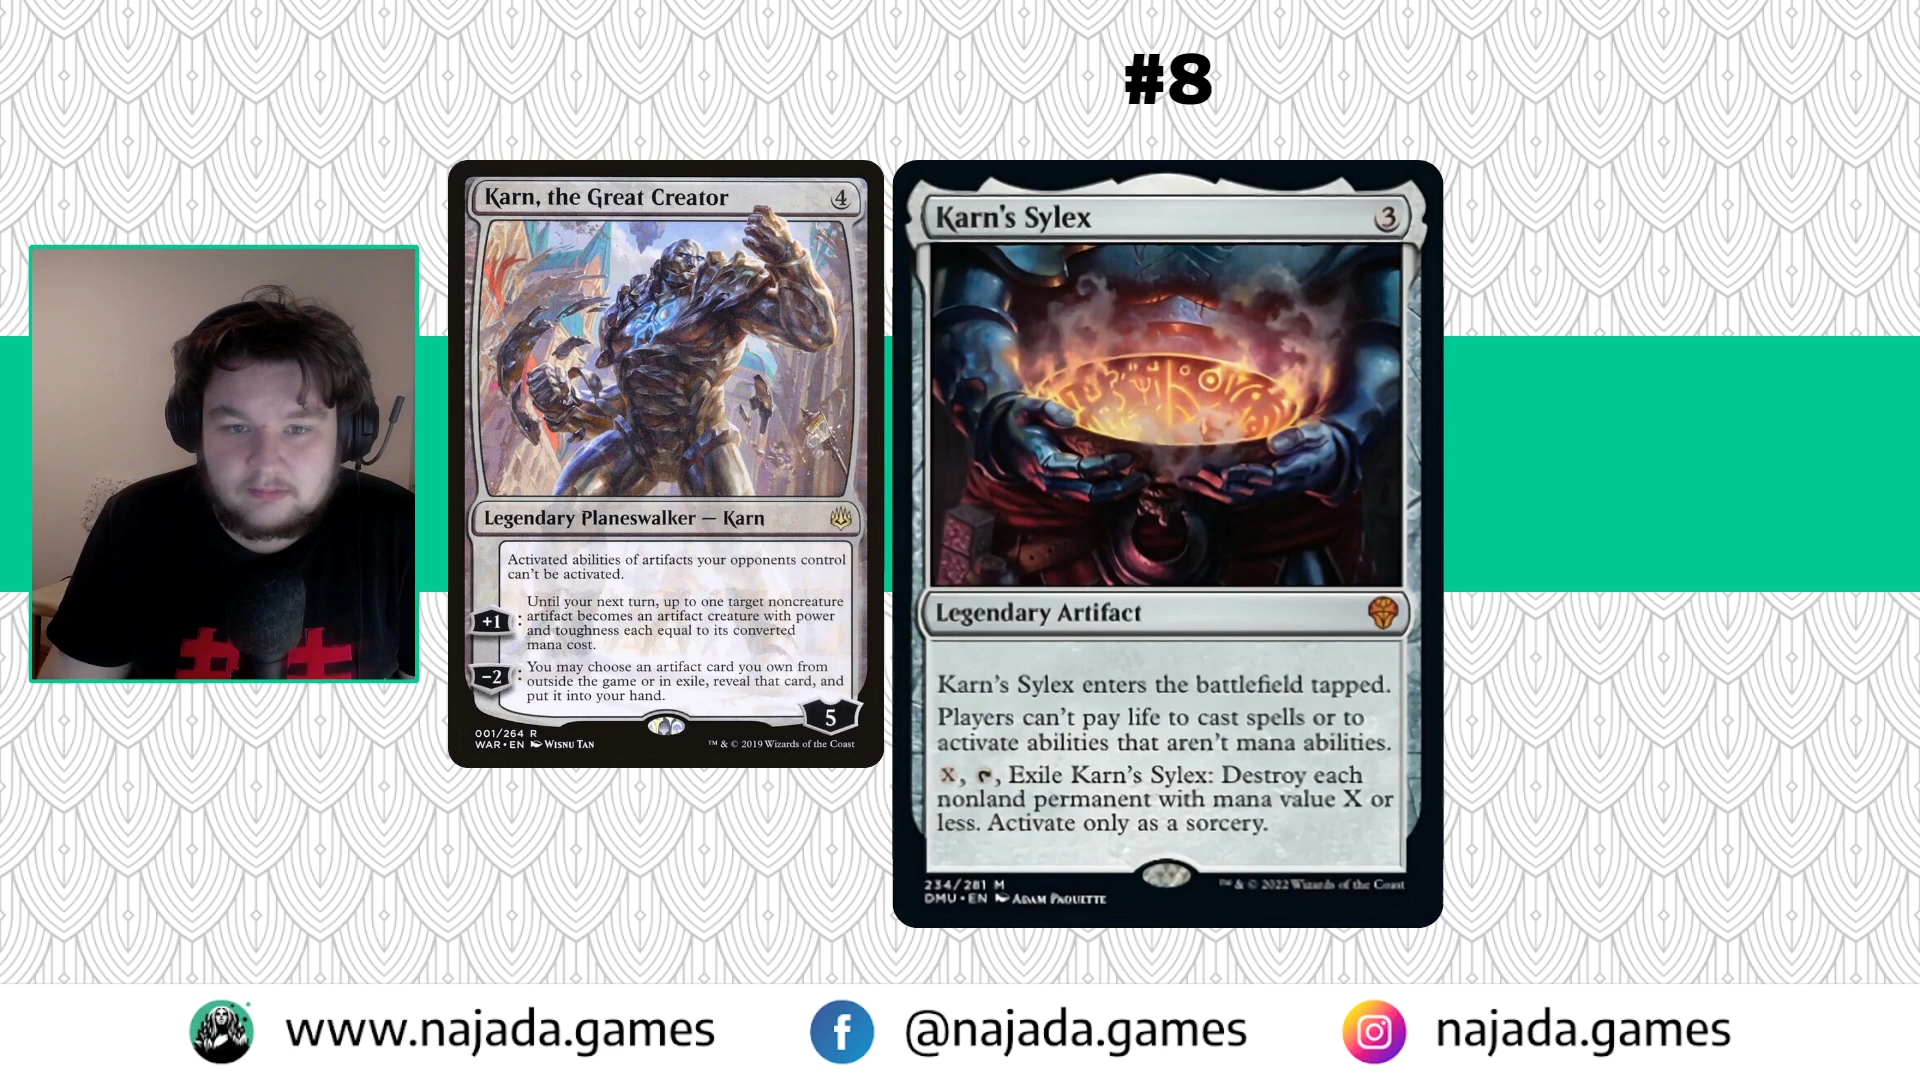 #8
Karn, the Great Creator 4
Legendary Planeswalker — Karn
Activated abilities of artifacts your opponents control
can't be activated.
+1: Until your next turn, up to one target noncreature
artifact becomes an artifact creature with power
and toughness each equal to its converted
mana cost.
−2: You may choose an artifact card you own from
outside the game or in exile, reveal that card, and
put it into your hand.
5
001/264 R
WAR • EN Wisnu Tan
™ & © 2019 Wizards of the Coast
Karn's Sylex 3
Legendary Artifact
Karn's Sylex enters the battlefield tapped.
Players can't pay life to cast spells or to
activate abilities that aren't mana abilities.
X, , Exile Karn's Sylex: Destroy each
nonland permanent with mana value X or
less. Activate only as a sorcery.
234/281 M
DMU • EN Adam Paquette
™ & © 2022 Wizards of the Coast
www.najada.games
@najada.games
najada.games